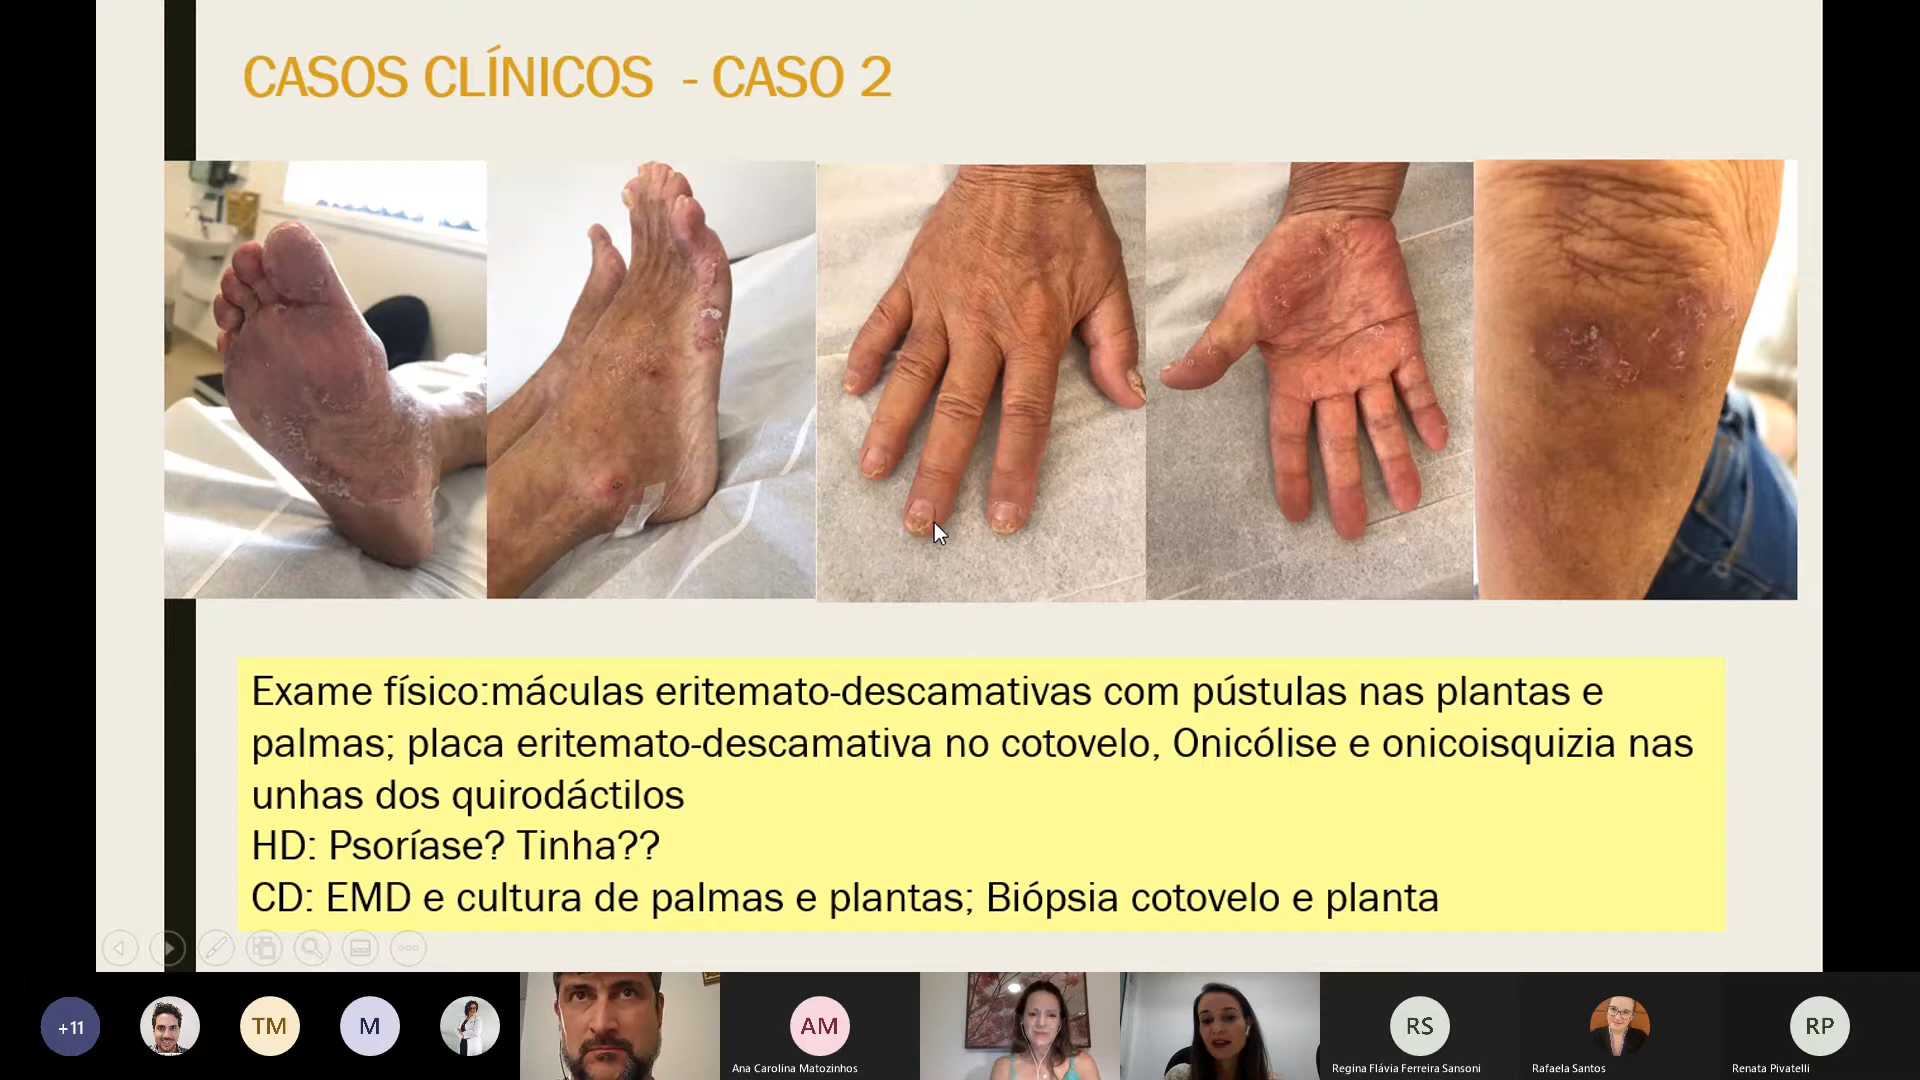 CASOS CLÍNICOS - CASO 2
Exame físico:máculas eritemato-descamativas com pústulas nas plantas e
palmas; placa eritemato-descamativa no cotovelo, Onicólise e onicoisquizia nas
unhas dos quirodáctilos
HD: Psoríase? Tinha??
CD: EMD e cultura de palmas e plantas; Biópsia cotovelo e planta
+11
TM
M
AM
RS
RP
Ana Carolina Matozinhos
Regina Flávia Ferreira Sansoni
Rafaela Santos
Renata Pivatelli